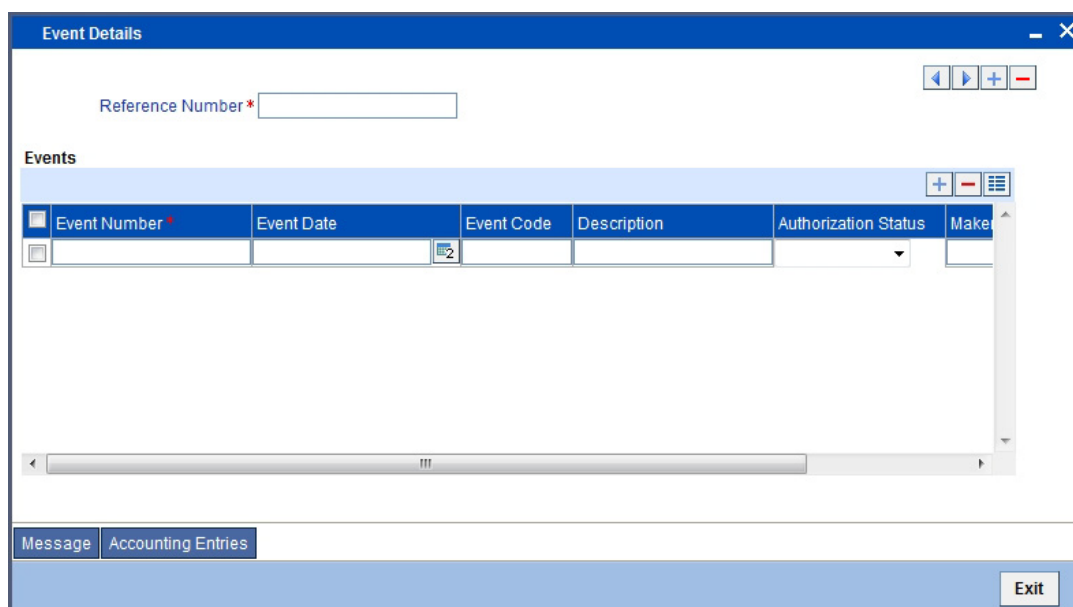 Event Details
Reference Number *
Events
Event Number * Event Date Event Code Description Authorization Status Maker
Message Accounting Entries
Exit